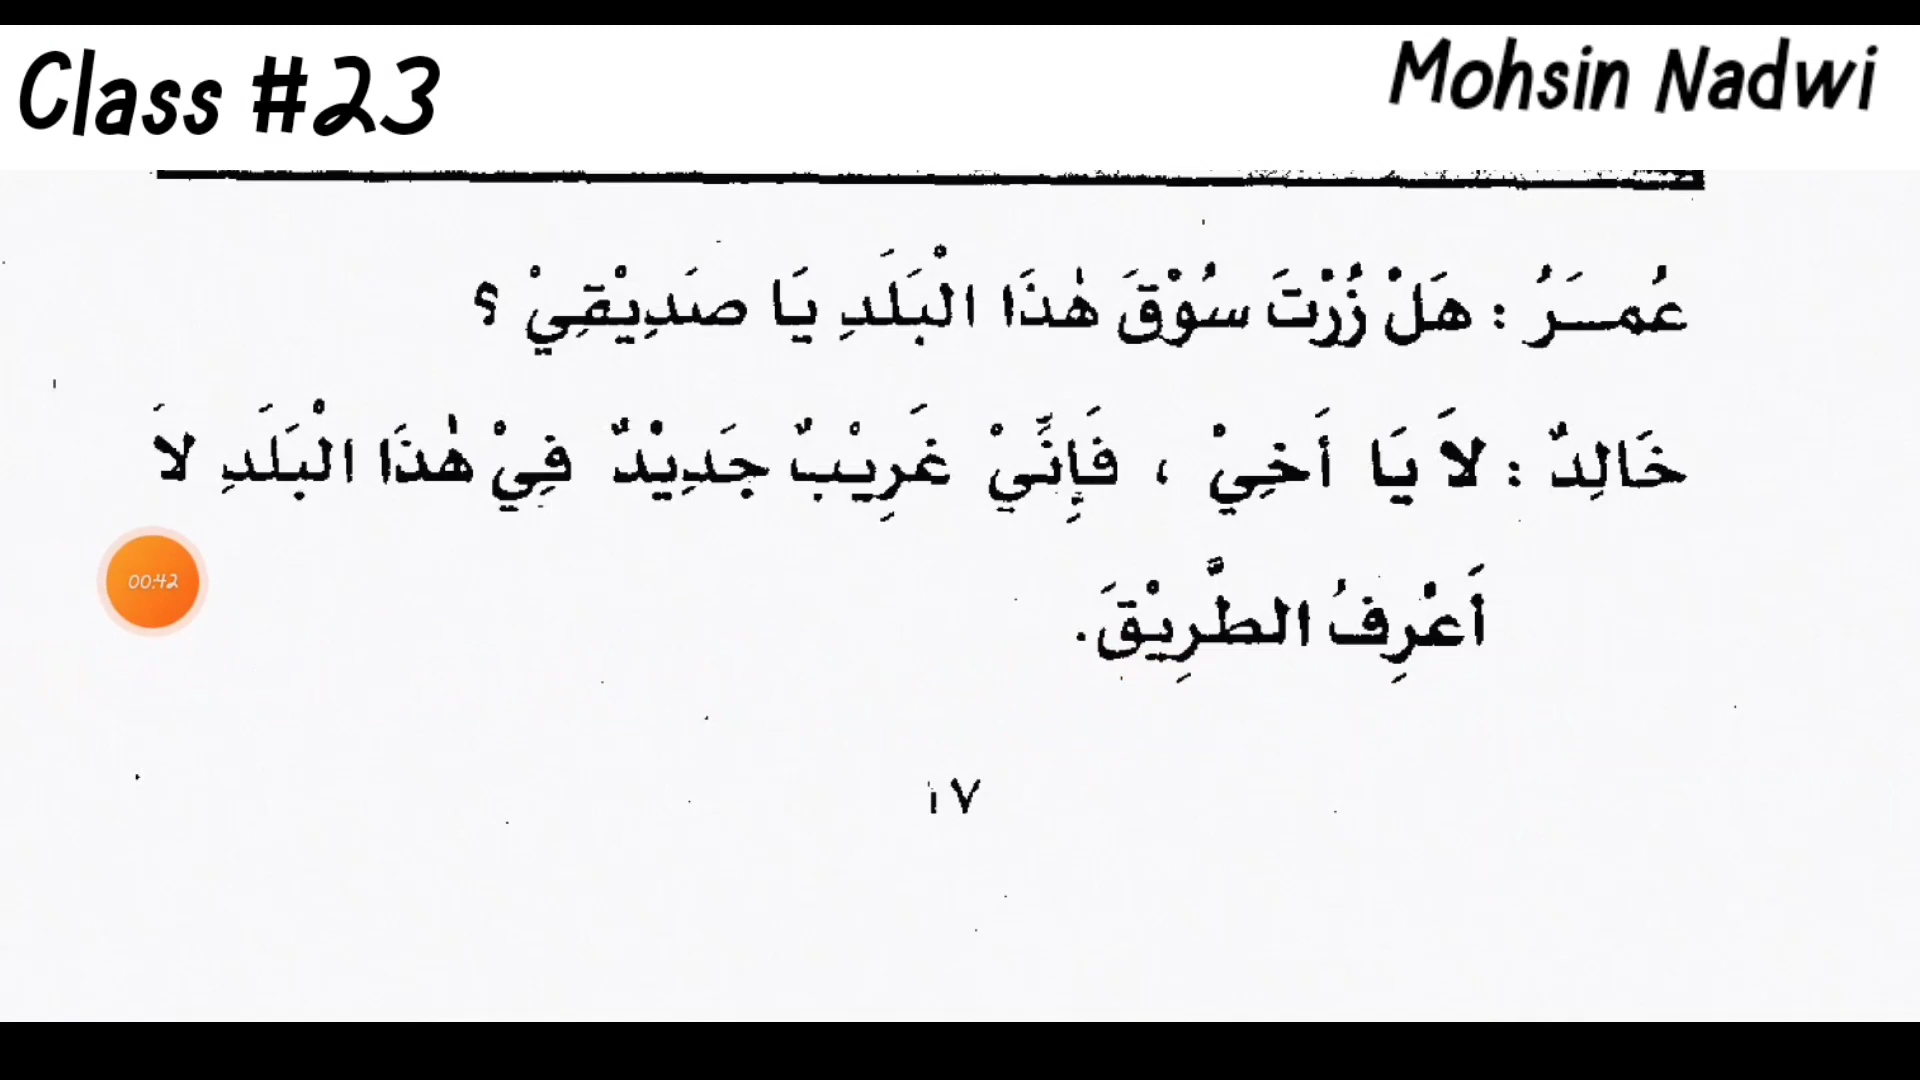 Class #23
Mohsin Nadwi
عُمَـرُ : هَلْ زُرْتَ سُوْقَ هٰذَا الْبَلَدِ يَا صَدِيْقِيْ ؟
خَالِدٌ : لاَ يَا أَخِيْ ، فَإِنِّيْ غَرِيْبٌ جَدِيْدٌ فِيْ هٰذَا الْبَلَدِ لاَ
أَعْرِفُ الطَّرِيْقَ.
00:42
١٧